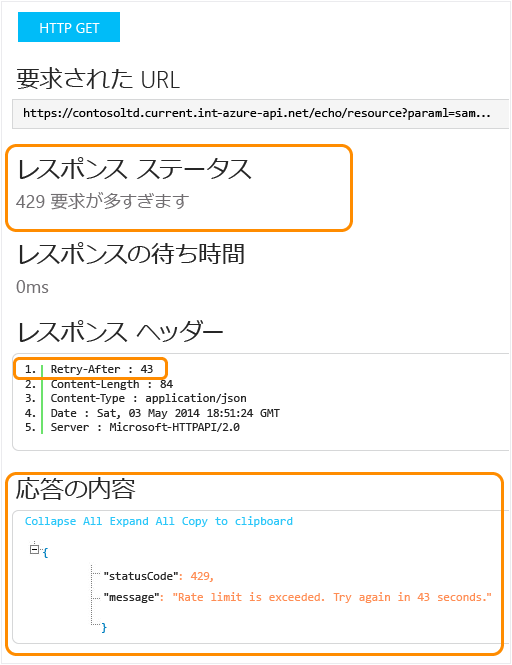 HTTP GET
要求された URL
https://contosoltd.current.int-azure-api.net/echo/resource?paraml=sam...
レスポンス ステータス
429 要求が多すぎます
レスポンスの待ち時間
0ms
レスポンス ヘッダー
1. Retry-After : 43
2. Content-Length : 84
3. Content-Type : application/json
4. Date : Sat, 03 May 2014 18:51:24 GMT
5. Server : Microsoft-HTTPAPI/2.0
応答の内容
Collapse All Expand All Copy to clipboard
{
"statusCode": 429,
"message": "Rate limit is exceeded. Try again in 43 seconds."
}